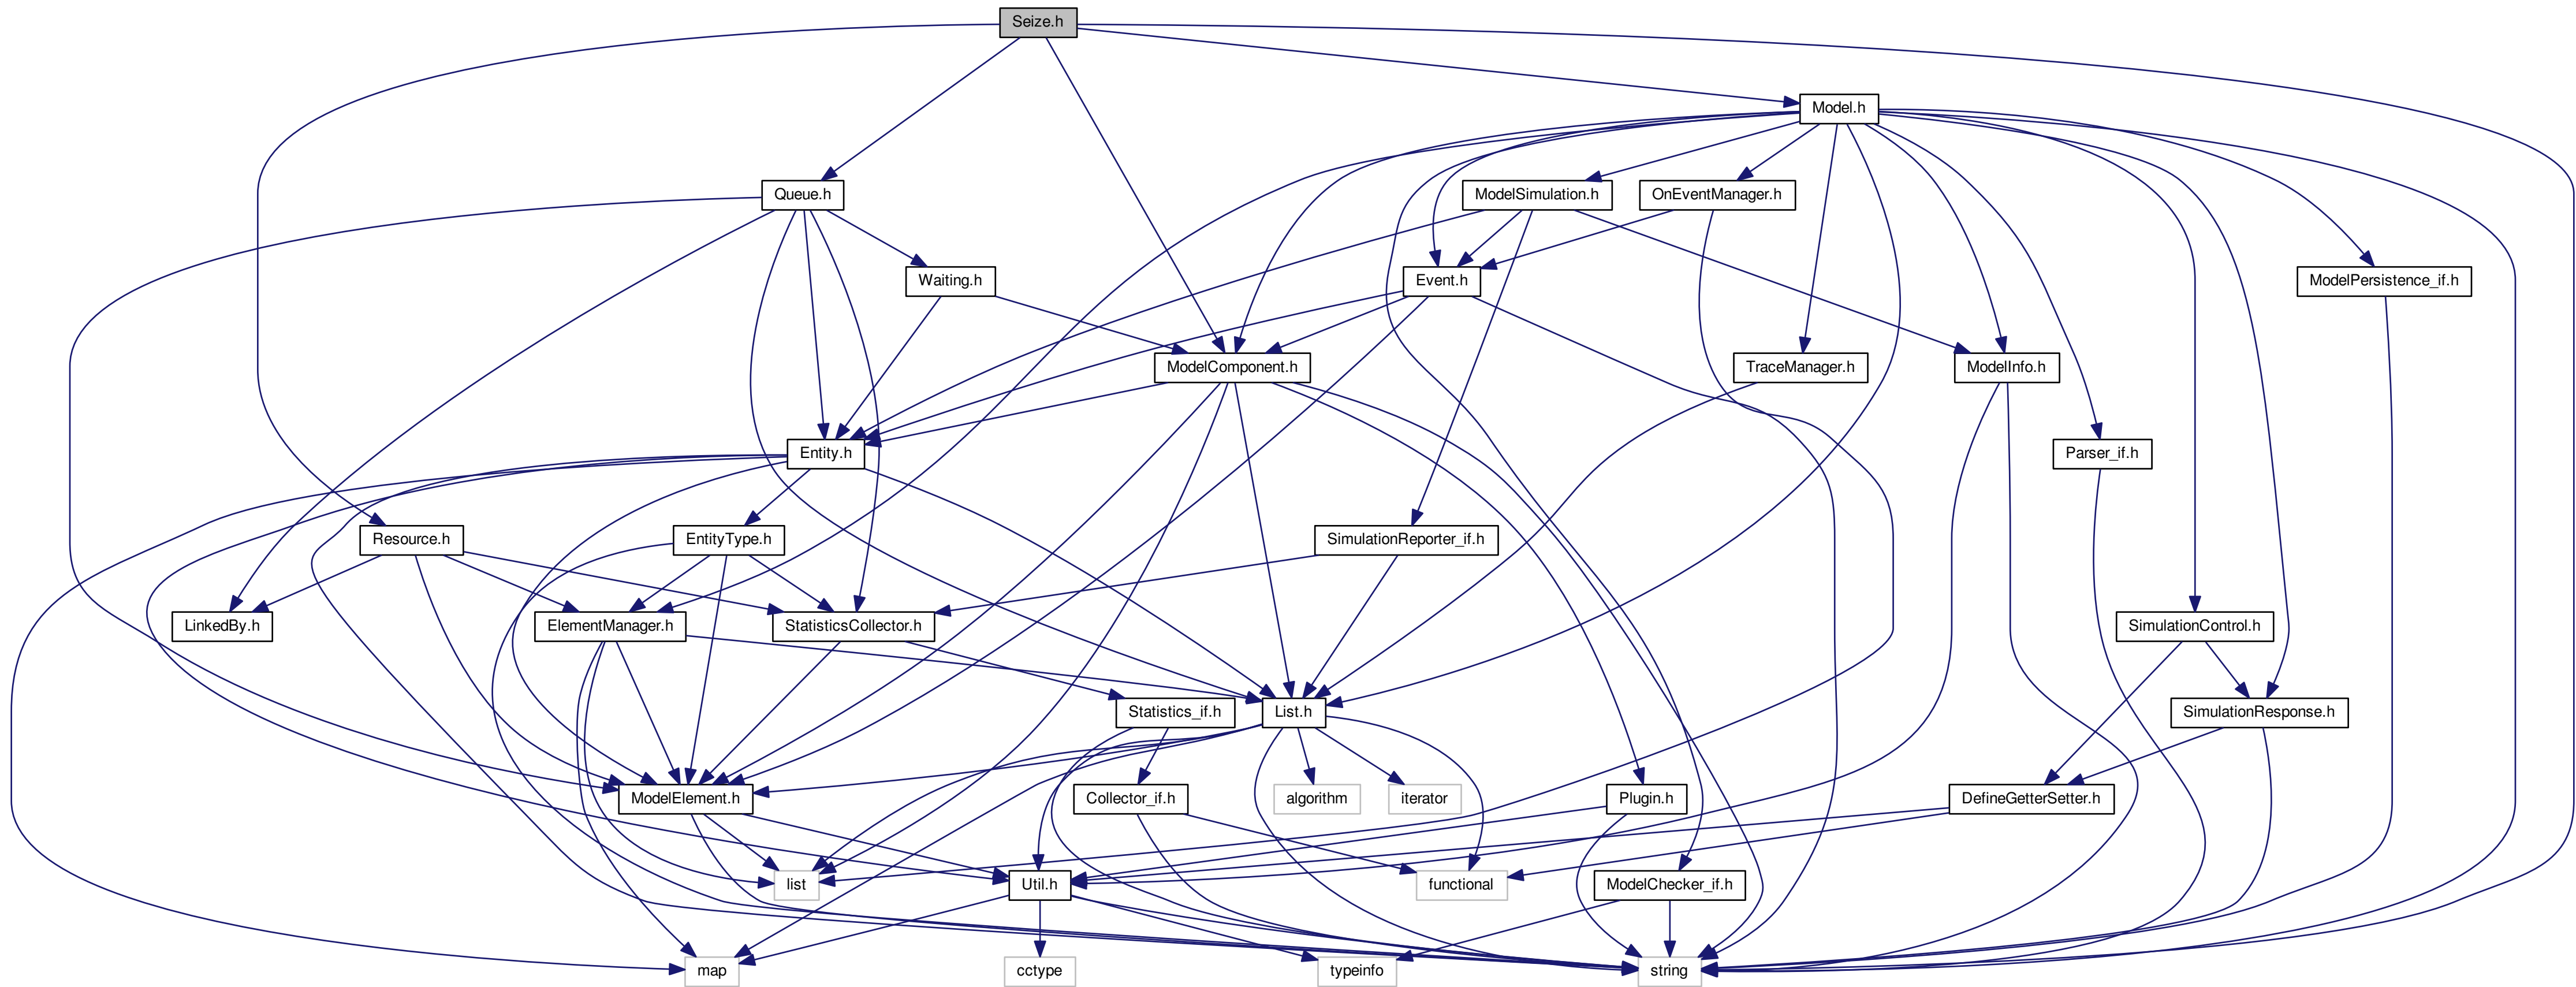 Seize.h
Model.h
Queue.h
ModelSimulation.h
OnEventManager.h
Waiting.h
Event.h
ModelPersistence_if.h
ModelComponent.h
TraceManager.h
ModelInfo.h
Entity.h
Parser_if.h
Resource.h
EntityType.h
SimulationReporter_if.h
LinkedBy.h
ElementManager.h
StatisticsCollector.h
SimulationControl.h
Statistics_if.h
List.h
SimulationResponse.h
ModelElement.h
Collector_if.h
algorithm
iterator
Plugin.h
DefineGetterSetter.h
list
Util.h
functional
ModelChecker_if.h
map
cctype
typeinfo
string